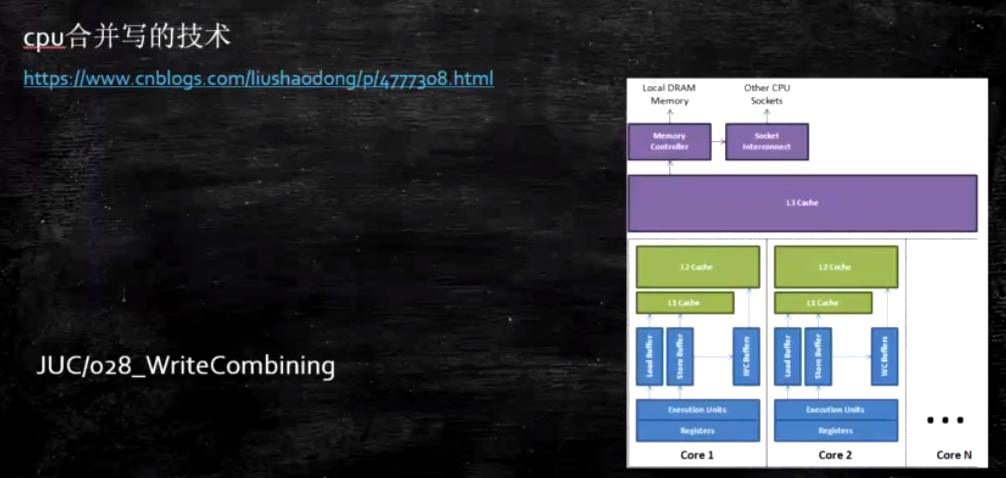 cpu合并写的技术
https://www.cnblogs.com/liushaodong/p/4777308.html
JUC/028_WriteCombining
Local DRAM
Memory
Other CPU
Sockets
Memory
Controller
Socket
Interconnect
L3 Cache
L2 Cache
L2 Cache
L1 Cache
L1 Cache
Load Buffer
Store Buffer
WC Buffers
Load Buffer
Store Buffer
WC Buffers
Execution Units
Execution Units
Registers
Registers
...
Core 1
Core 2
Core N